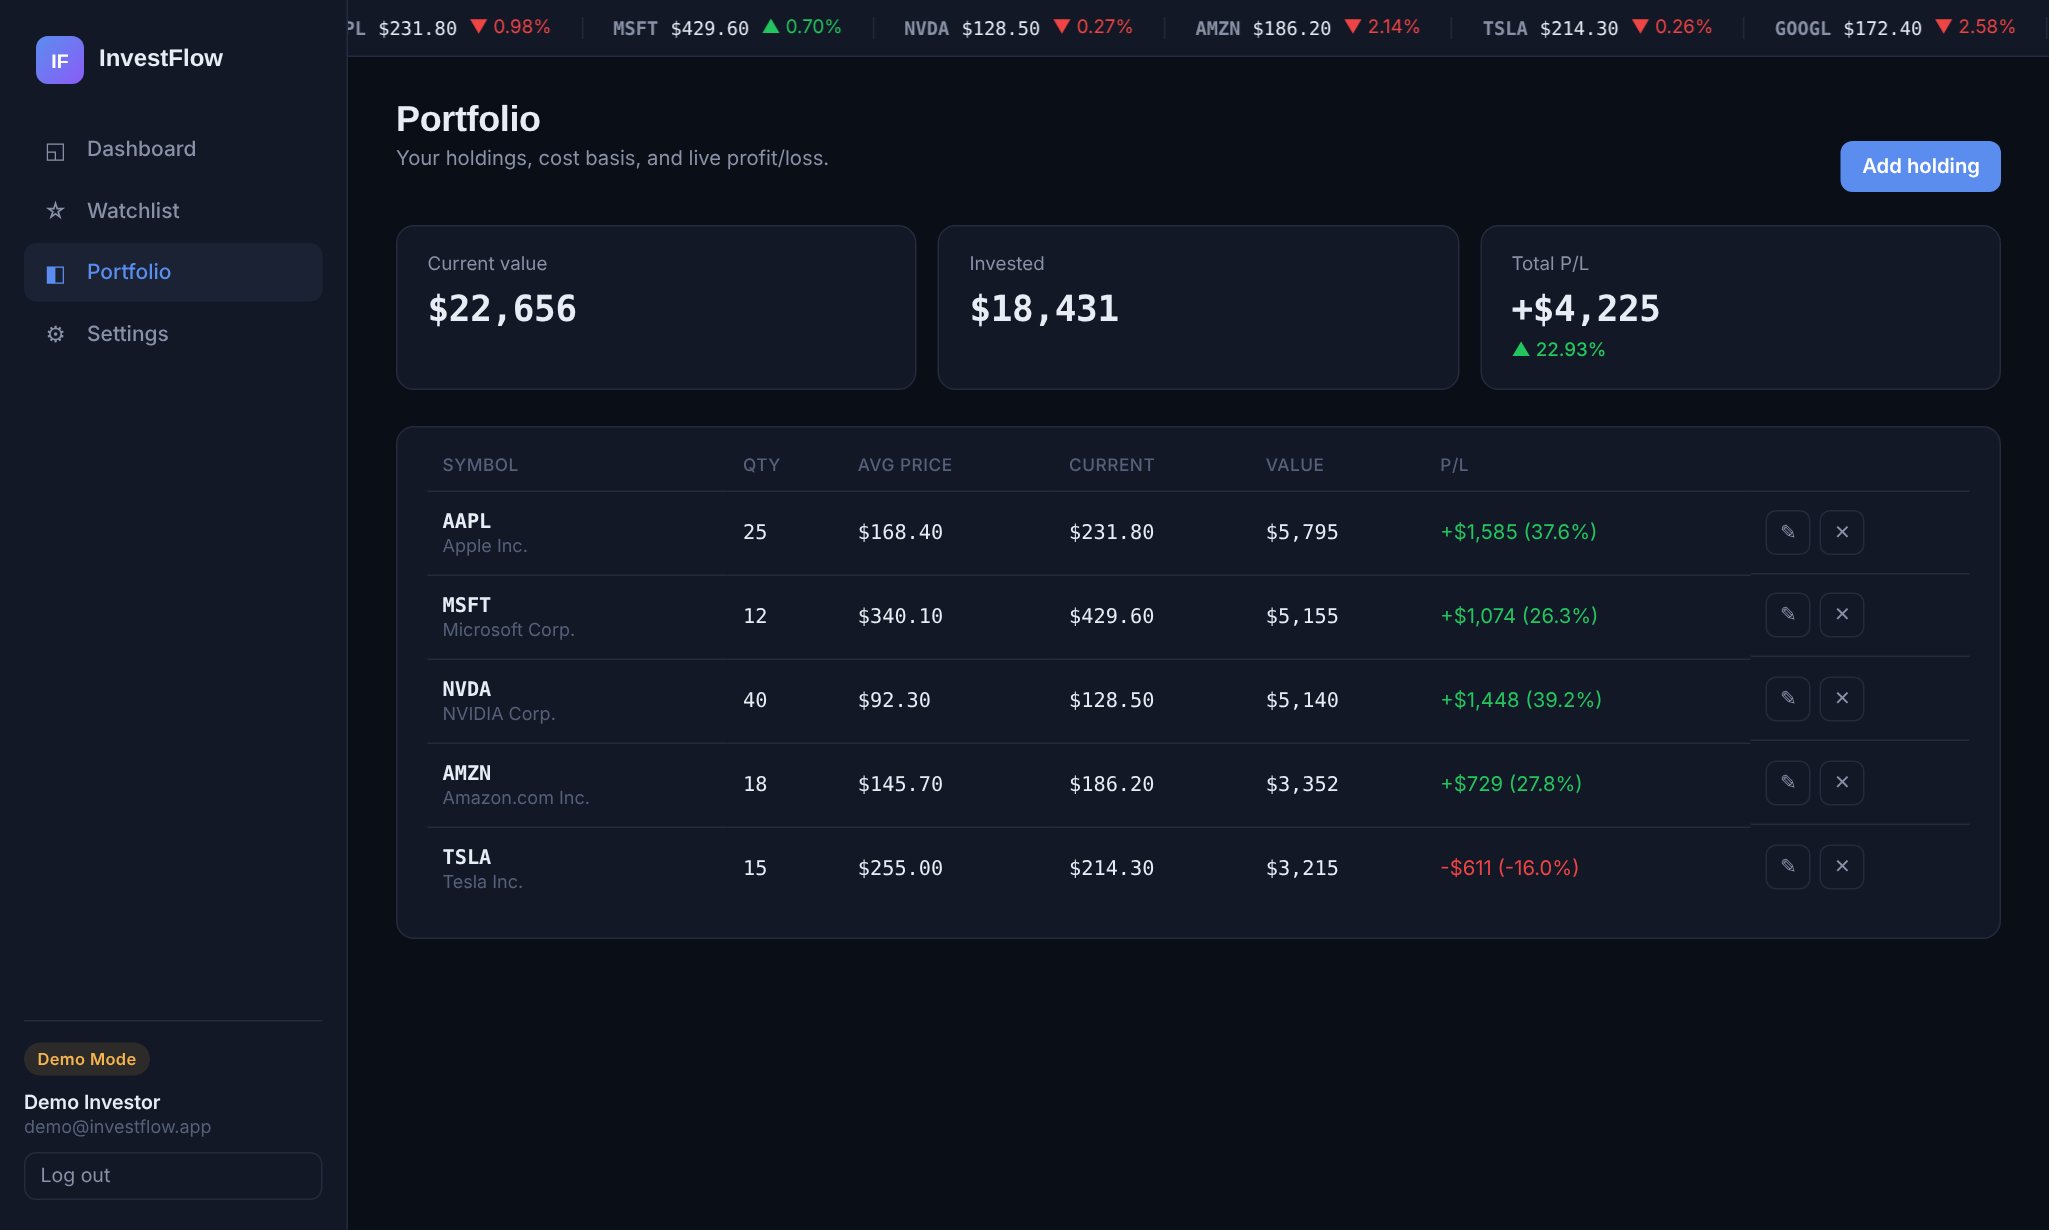 IF InvestFlow
PL $231.80 ▼ 0.98% MSFT $429.60 ▲ 0.70% NVDA $128.50 ▼ 0.27% AMZN $186.20 ▼ 2.14% TSLA $214.30 ▼ 0.26% GOOGL $172.40 ▼ 2.58%
Dashboard
Watchlist
Portfolio
Settings
Demo Mode
Demo Investor
demo@investflow.app
Log out
Portfolio
Your holdings, cost basis, and live profit/loss.
Add holding
Current value
$22,656
Invested
$18,431
Total P/L
+$4,225
▲ 22.93%
SYMBOL QTY AVG PRICE CURRENT VALUE P/L
AAPL
Apple Inc.
25 $168.40 $231.80 $5,795 +$1,585 (37.6%) ✎ ✕
MSFT
Microsoft Corp.
12 $340.10 $429.60 $5,155 +$1,074 (26.3%) ✎ ✕
NVDA
NVIDIA Corp.
40 $92.30 $128.50 $5,140 +$1,448 (39.2%) ✎ ✕
AMZN
Amazon.com Inc.
18 $145.70 $186.20 $3,352 +$729 (27.8%) ✎ ✕
TSLA
Tesla Inc.
15 $255.00 $214.30 $3,215 -$611 (-16.0%) ✎ ✕